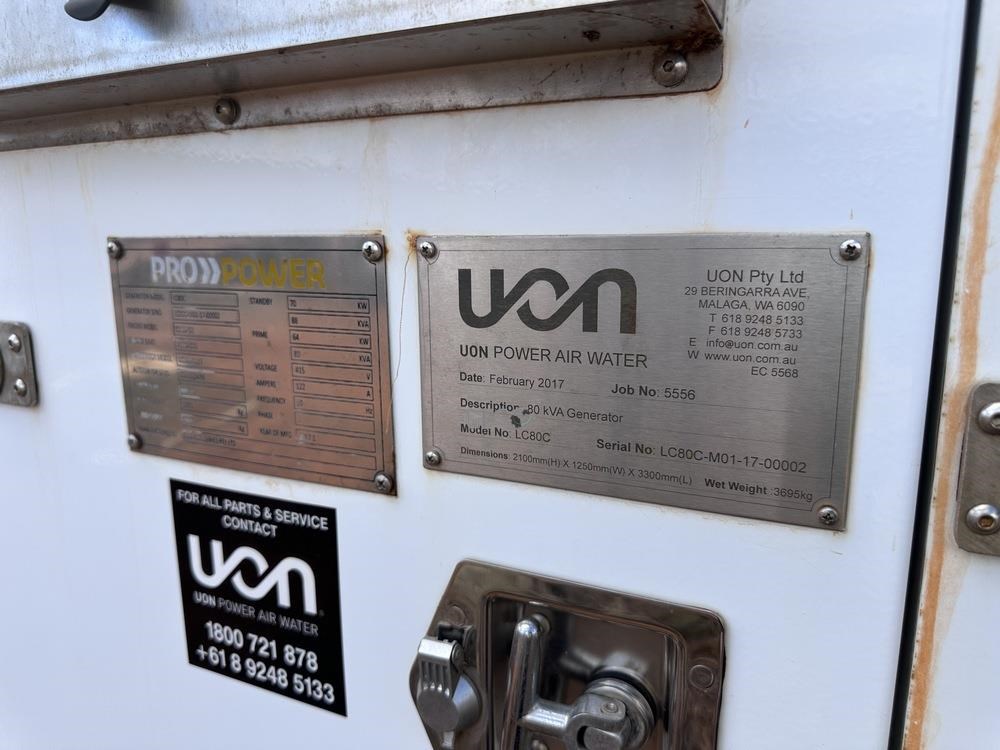 PRO»POWER
GENERATOR MODEL
STANDBY 70 KW
88 KVA
PRIME 64 KW
80 KVA
VOLTAGE 415 V
AMPERE 122 A
FREQUENCY 50 Hz
PHASE
YEAR OF MFG
UON
UON POWER AIR WATER
UON Pty Ltd
29 BERINGARRA AVE,
MALAGA, WA 6090
T 618 9248 5133
F 618 9248 5733
E info@uon.com.au
W www.uon.com.au
EC 5568
Date: February 2017
Job No: 5556
Description: 80 kVA Generator
Model No: LC80C
Serial No: LC80C-M01-17-00002
Dimensions: 2100mm(H) X 1250mm(W) X 3300mm(L)
Wet Weight :3695kg
FOR ALL PARTS & SERVICE
CONTACT
UON
UON POWER AIR WATER
1800 721 878
+61 8 9248 5133